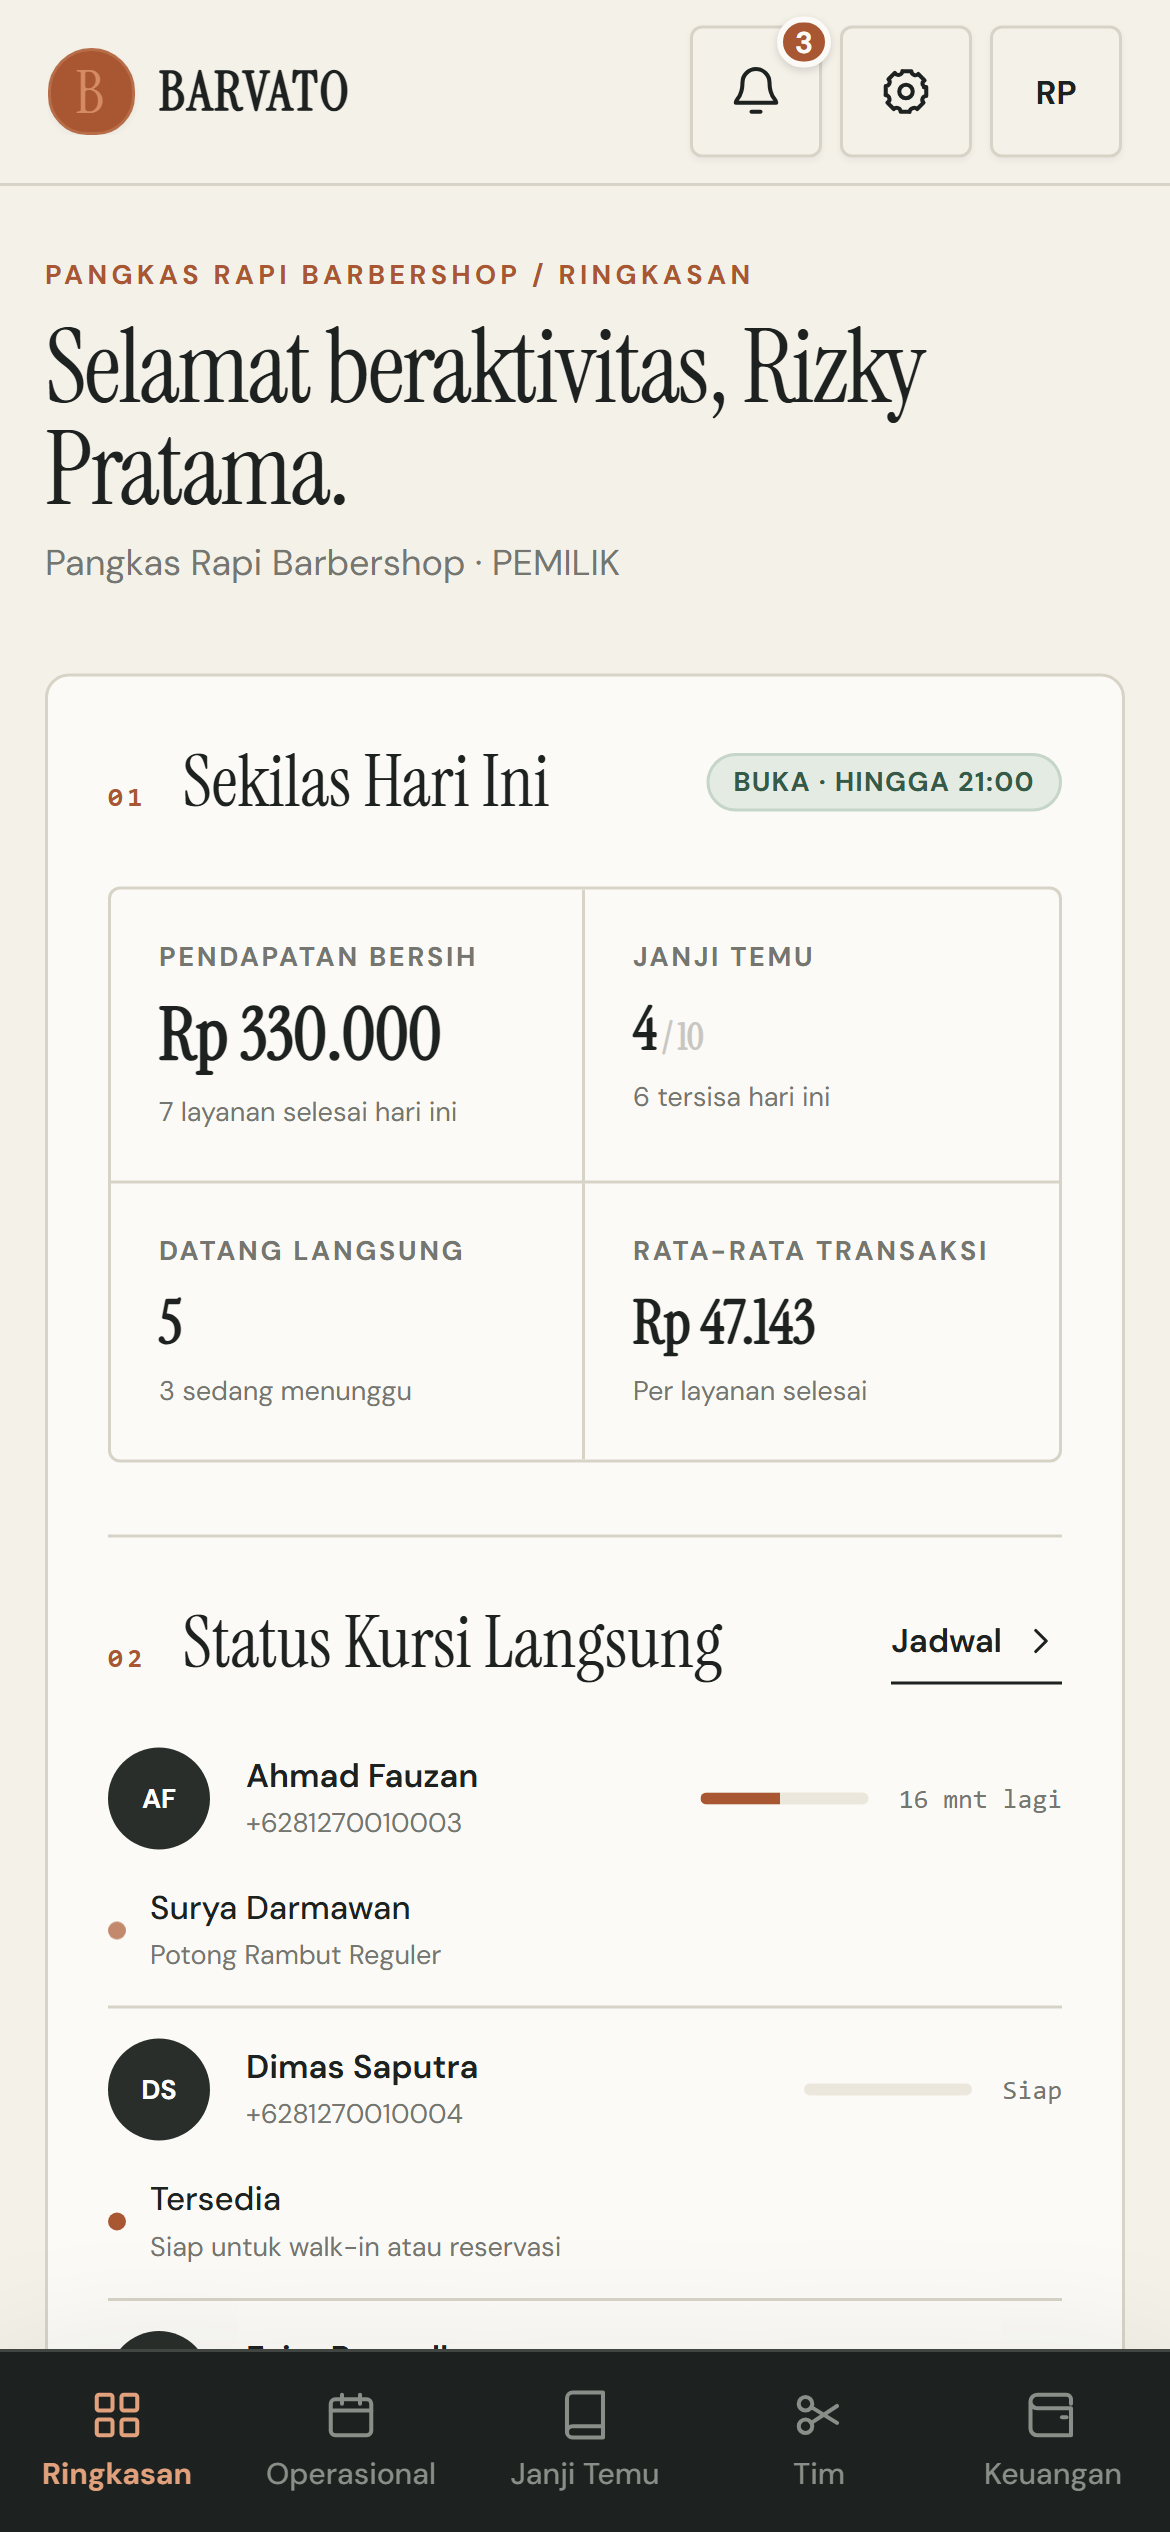 B BARVATO
3
RP
PANGKAS RAPI BARBERSHOP / RINGKASAN
Selamat beraktivitas, Rizky
Pratama.
Pangkas Rapi Barbershop · PEMILIK
01 Sekilas Hari Ini
BUKA · HINGGA 21:00
PENDAPATAN BERSIH
Rp 330.000
7 layanan selesai hari ini
JANJI TEMU
4 / 10
6 tersisa hari ini
DATANG LANGSUNG
5
3 sedang menunggu
RATA-RATA TRANSAKSI
Rp 47.143
Per layanan selesai
02 Status Kursi Langsung
Jadwal
AF
Ahmad Fauzan
+6281270010003
16 mnt lagi
Surya Darmawan
Potong Rambut Reguler
DS
Dimas Saputra
+6281270010004
Siap
Tersedia
Siap untuk walk-in atau reservasi
Ringkasan
Operasional
Janji Temu
Tim
Keuangan